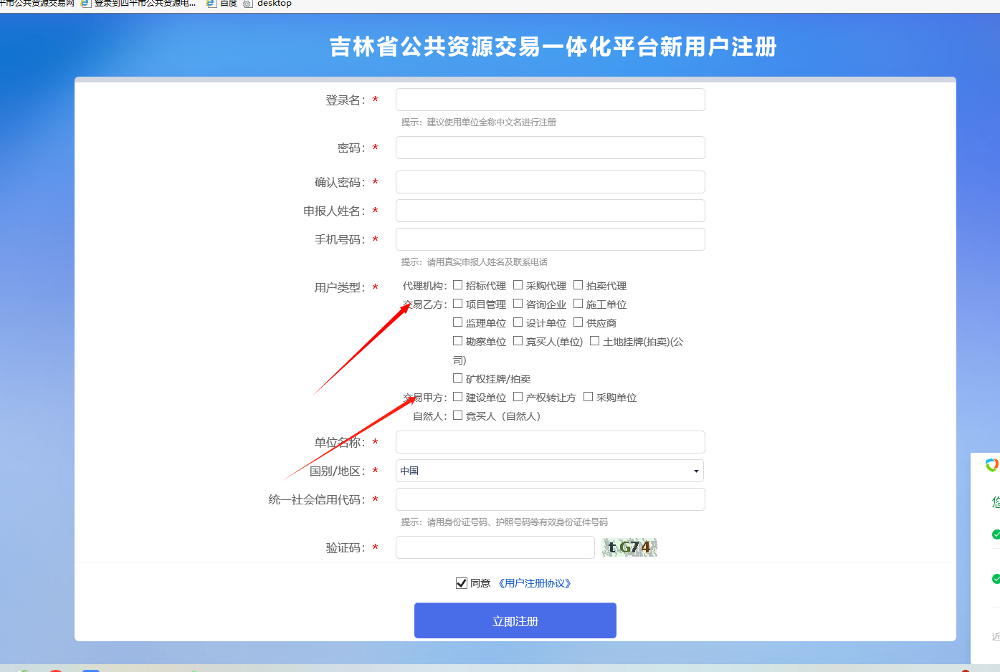 平市公共资源交易网 登录到四平市公共资源电... 百度 desktop
吉林省公共资源交易一体化平台新用户注册
登录名：*
提示：建议使用单位全称中文名进行注册
密码：*
确认密码：*
申报人姓名：*
手机号码：*
提示：请用真实申报人姓名及联系电话
用户类型：* 代理机构：招标代理 采购代理 拍卖代理
交易乙方：项目管理 咨询企业 施工单位
监理单位 设计单位 供应商
勘察单位 竞买人(单位) 土地挂牌(拍卖)(公
司)
矿权挂牌/拍卖
交易甲方：建设单位 产权转让方 采购单位
自然人：竞买人（自然人）
单位名称：*
国别/地区：* 中国
统一社会信用代码：*
提示：请用身份证号码、护照号码等有效身份证件号码
验证码：* tG74
同意 《用户注册协议》
立即注册
您
近